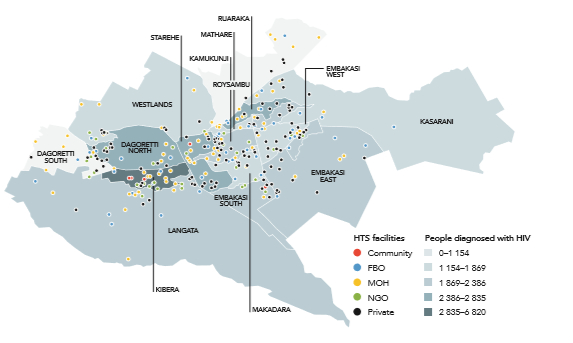 RUARAKA
STAREHE
MATHARE
KAMUKUNJI
EMBAKASI
WEST
ROYSAMBU
WESTLANDS
KASARANI
DAGORETTI
NORTH
DAGORETTI
SOUTH
EMBAKASI
EAST
EMBAKASI
SOUTH
LANGATA
KIBERA
MAKADARA
HTS facilities
Community
FBO
MOH
NGO
Private
People diagnosed with HIV
0–1 154
1 154–1 869
1 869–2 386
2 386–2 835
2 835–6 820